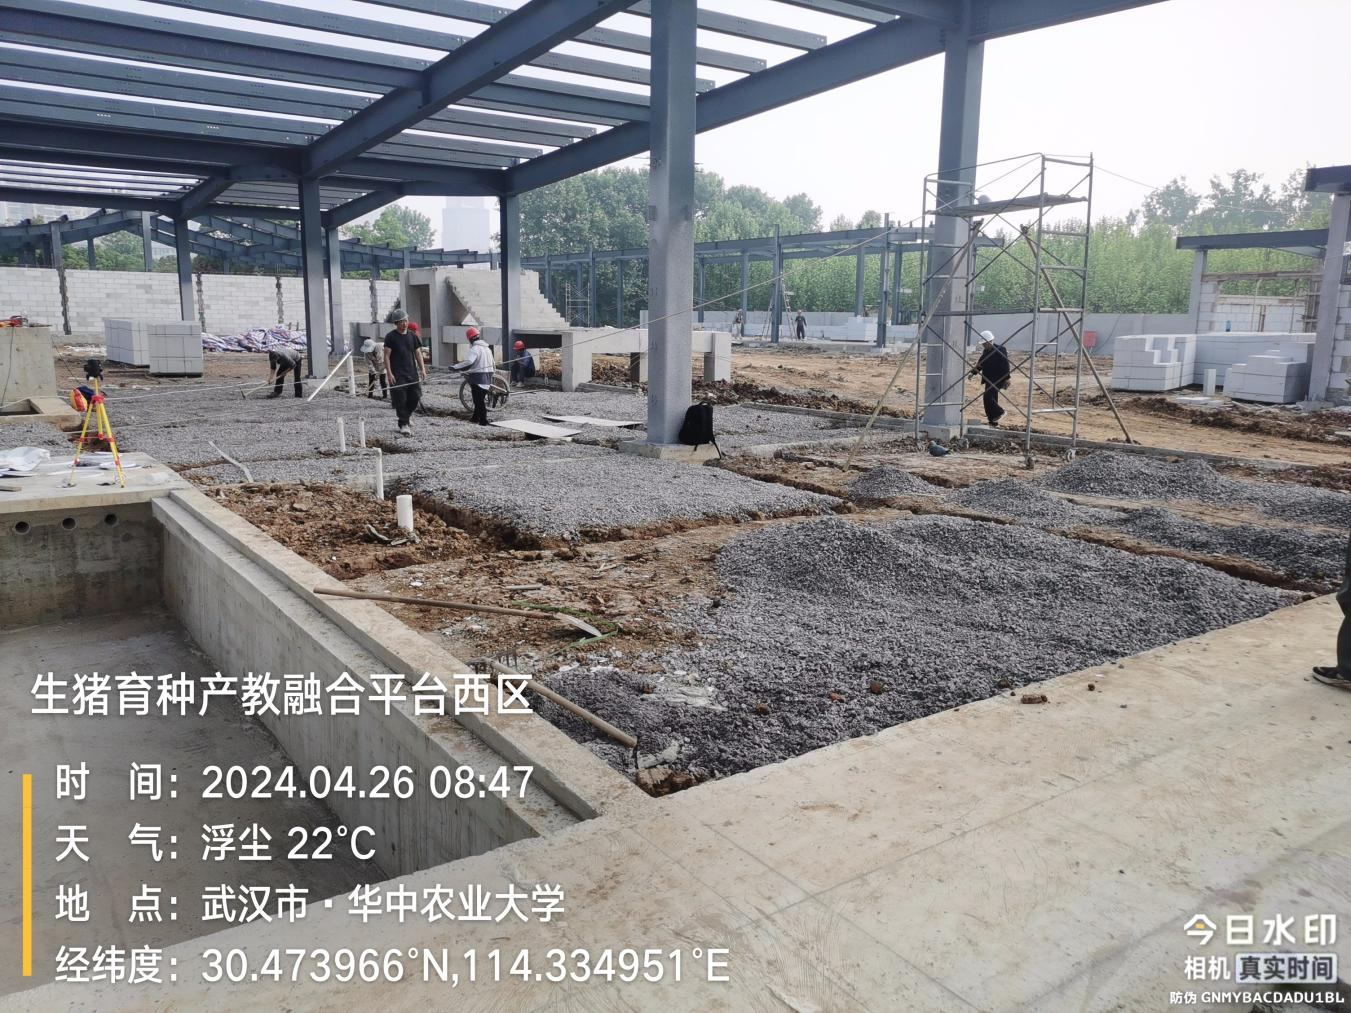 生猪育种产教融合平台西区
时 间：2024.04.26 08:47
天 气：浮尘 22°C
地 点：武汉市·华中农业大学
经纬度：30.473966°N,114.334951°E
今日水印
相机 真实时间
防伪 GNMYBACDADU1BL